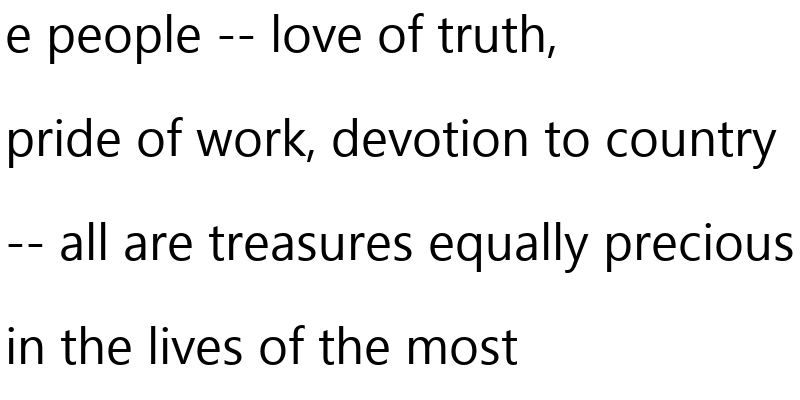 e people -- love of truth,
pride of work, devotion to country
-- all are treasures equally precious
in the lives of the most